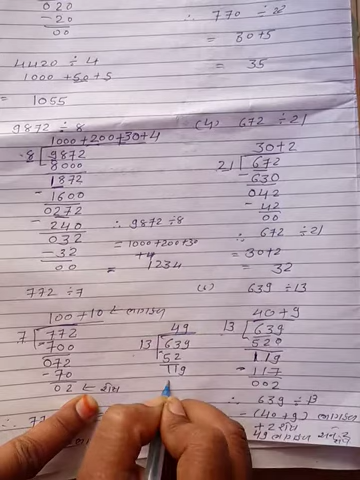 020
-20
00
∴ 770 ÷ 22
= 30+5
= 35
4420 ÷ 4
1000 +50 +5
= 1055
9872 ÷ 8
1000 +200 +30 +4
8 9872
8000
1872
- 1600
0272
- 240
032
- 32
00
∴ 9872 ÷ 8
= 1000 +200 +30
+4
= 1234
(4) 672 ÷ 21
30+2
21 672
-630
042
- 42
00
∴ 672 ÷ 21
= 30+2
= 32
772 ÷ 7
100 + 10 ← ભાગફળ
7 772
-700
072
- 70
02 ← શેષ
49
13 639
52
119
639 ÷ 13
40 + 9
13 639
520
119
- 117
002
∴ 639 ÷ 13
(40 + 9) ભાગફળ
+ 2 શેષ
49 ભાગફળ